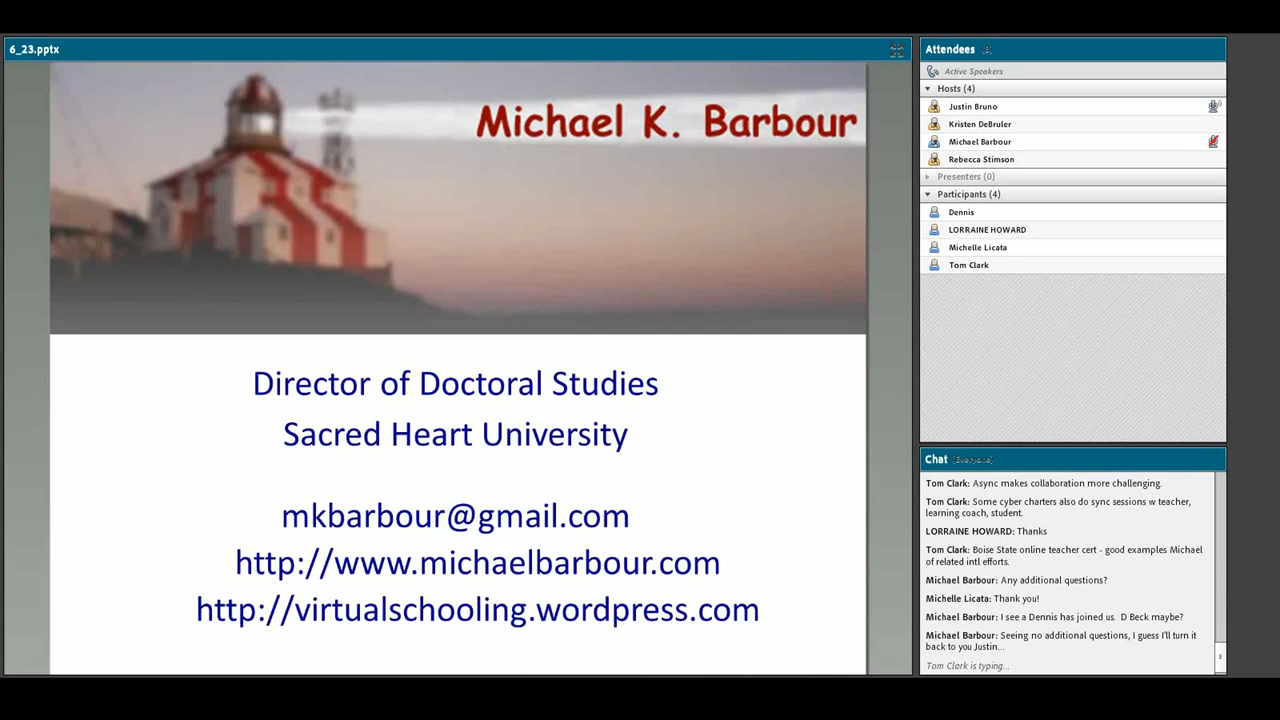 6_23.pptx
Michael K. Barbour
Director of Doctoral Studies
Sacred Heart University
mkbarbour@gmail.com
http://www.michaelbarbour.com
http://virtualschooling.wordpress.com
Attendees (8)
Active Speakers
Hosts (4)
Justin Bruno
Kristen DeBruler
Michael Barbour
Rebecca Stimson
Presenters (0)
Participants (4)
Dennis
LORRAINE HOWARD
Michelle Licata
Tom Clark
Chat (Everyone)
Tom Clark: Async makes collaboration more challenging.
Tom Clark: Some cyber charters also do sync sessions w teacher,
learning coach, student.
LORRAINE HOWARD: Thanks
Tom Clark: Boise State online teacher cert - good examples Michael
of related intl efforts.
Michael Barbour: Any additional questions?
Michelle Licata: Thank you!
Michael Barbour: I see a Dennis has joined us.  D Beck maybe?
Michael Barbour: Seeing no additional questions, I guess I'll turn it
back to you Justin...
Tom Clark is typing...